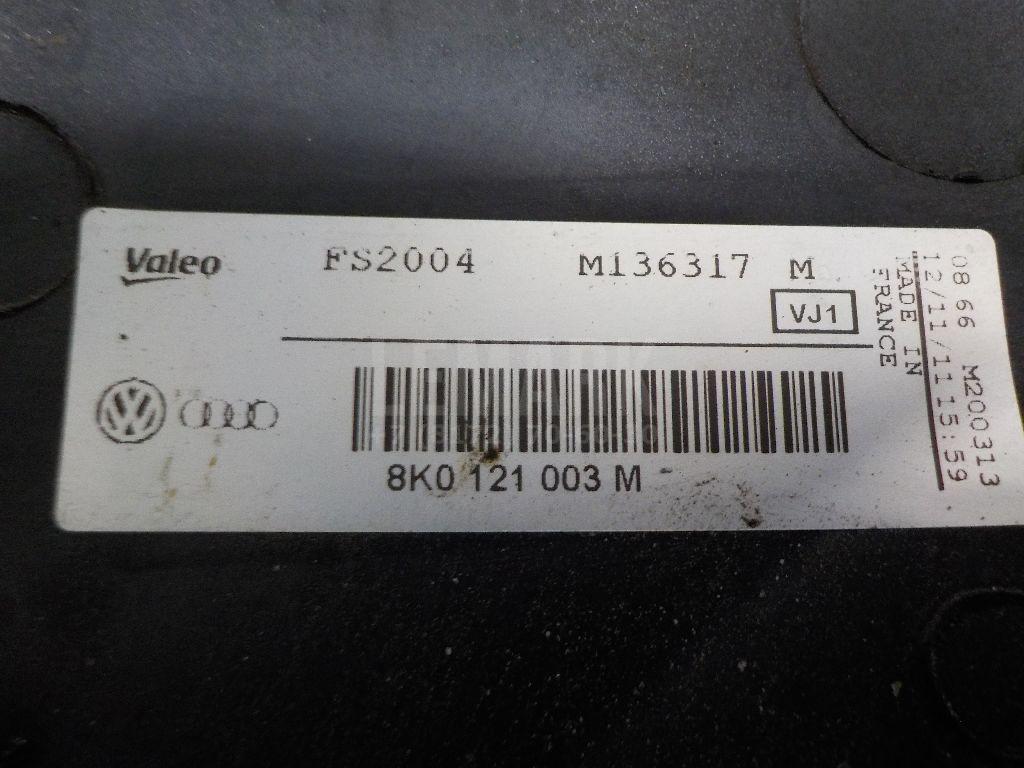 Valeo FS2004 M136317 M
VJ1
8K0 121 003 M
MADE IN
FRANCE
08 66 M200313
12/11/11 15:59